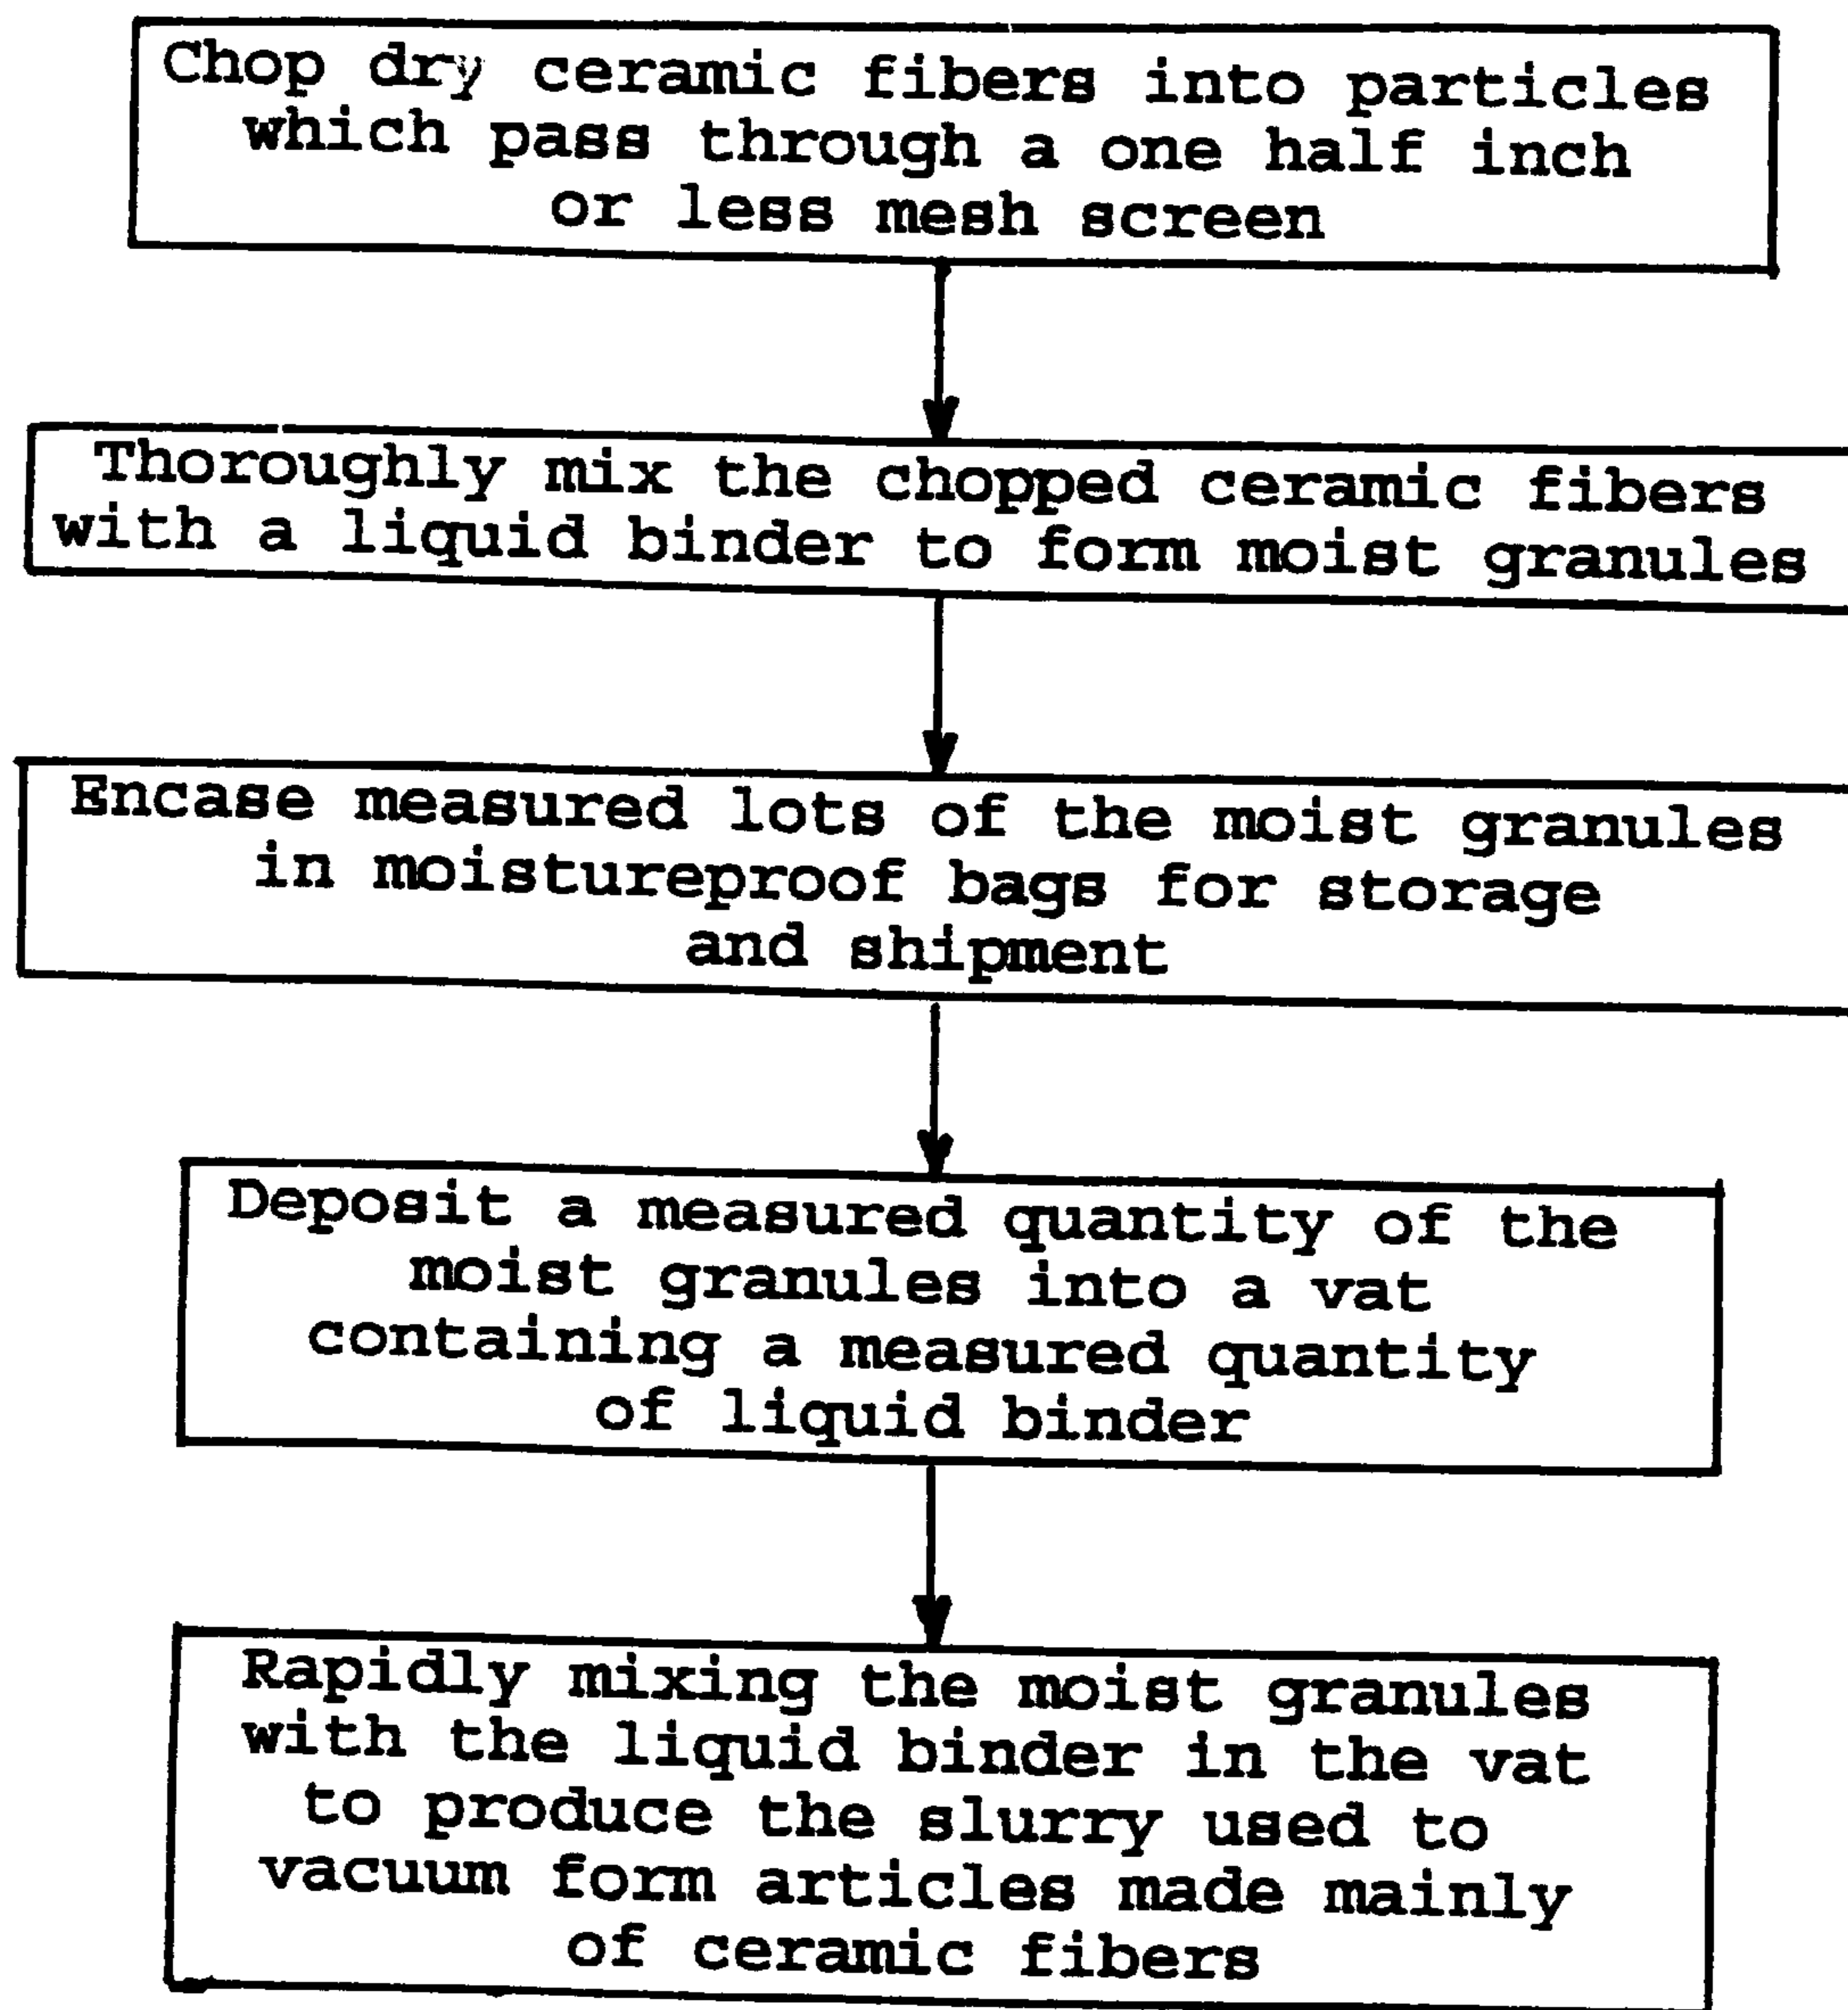 Chop dry ceramic fibers into particles
which pass through a one half inch
or less mesh screen
Thoroughly mix the chopped ceramic fibers
with a liquid binder to form moist granules
Encase measured lots of the moist granules
in moistureproof bags for storage
and shipment
Deposit a measured quantity of the
moist granules into a vat
containing a measured quantity
of liquid binder
Rapidly mixing the moist granules
with the liquid binder in the vat
to produce the slurry used to
vacuum form articles made mainly
of ceramic fibers